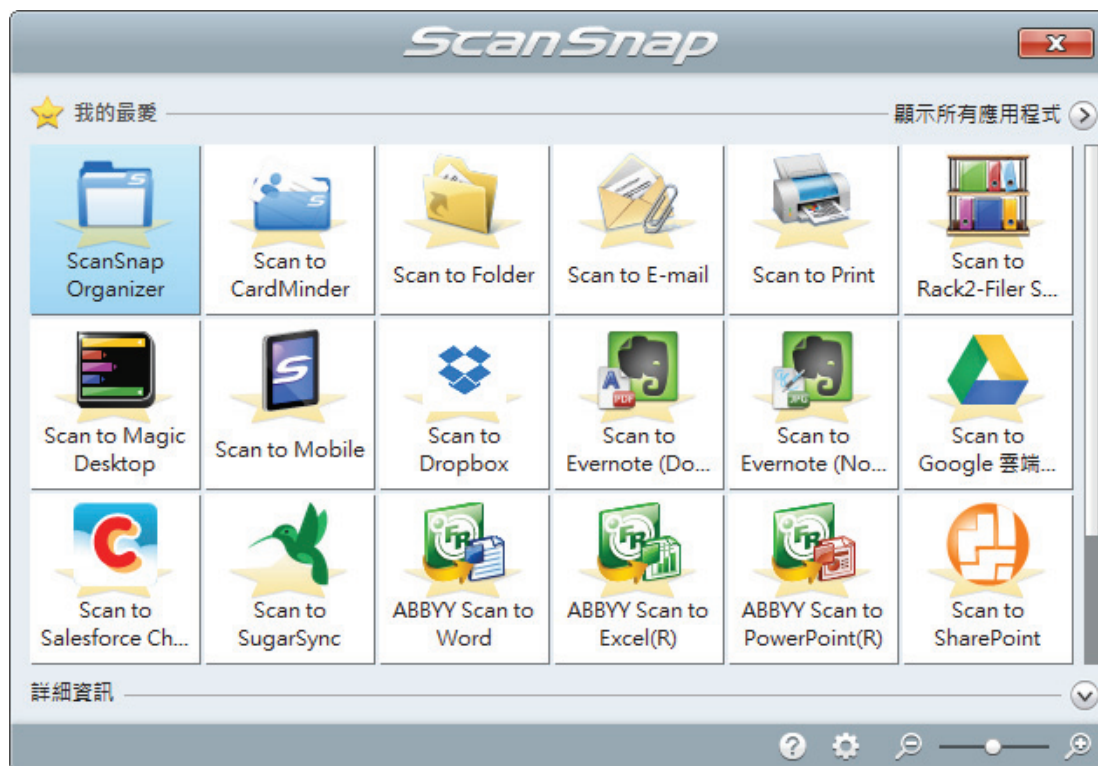 ScanSnap
我的最愛
顯示所有應用程式
ScanSnap
Organizer
Scan to
CardMinder
Scan to Folder
Scan to E-mail
Scan to Print
Scan to
Rack2-Filer S...
Scan to Magic
Desktop
Scan to Mobile
Scan to
Dropbox
Scan to
Evernote (Do...
Scan to
Evernote (No...
Scan to
Google 雲端...
Scan to
Salesforce Ch...
Scan to
SugarSync
ABBYY Scan to
Word
ABBYY Scan to
Excel(R)
ABBYY Scan to
PowerPoint(R)
Scan to
SharePoint
詳細資訊